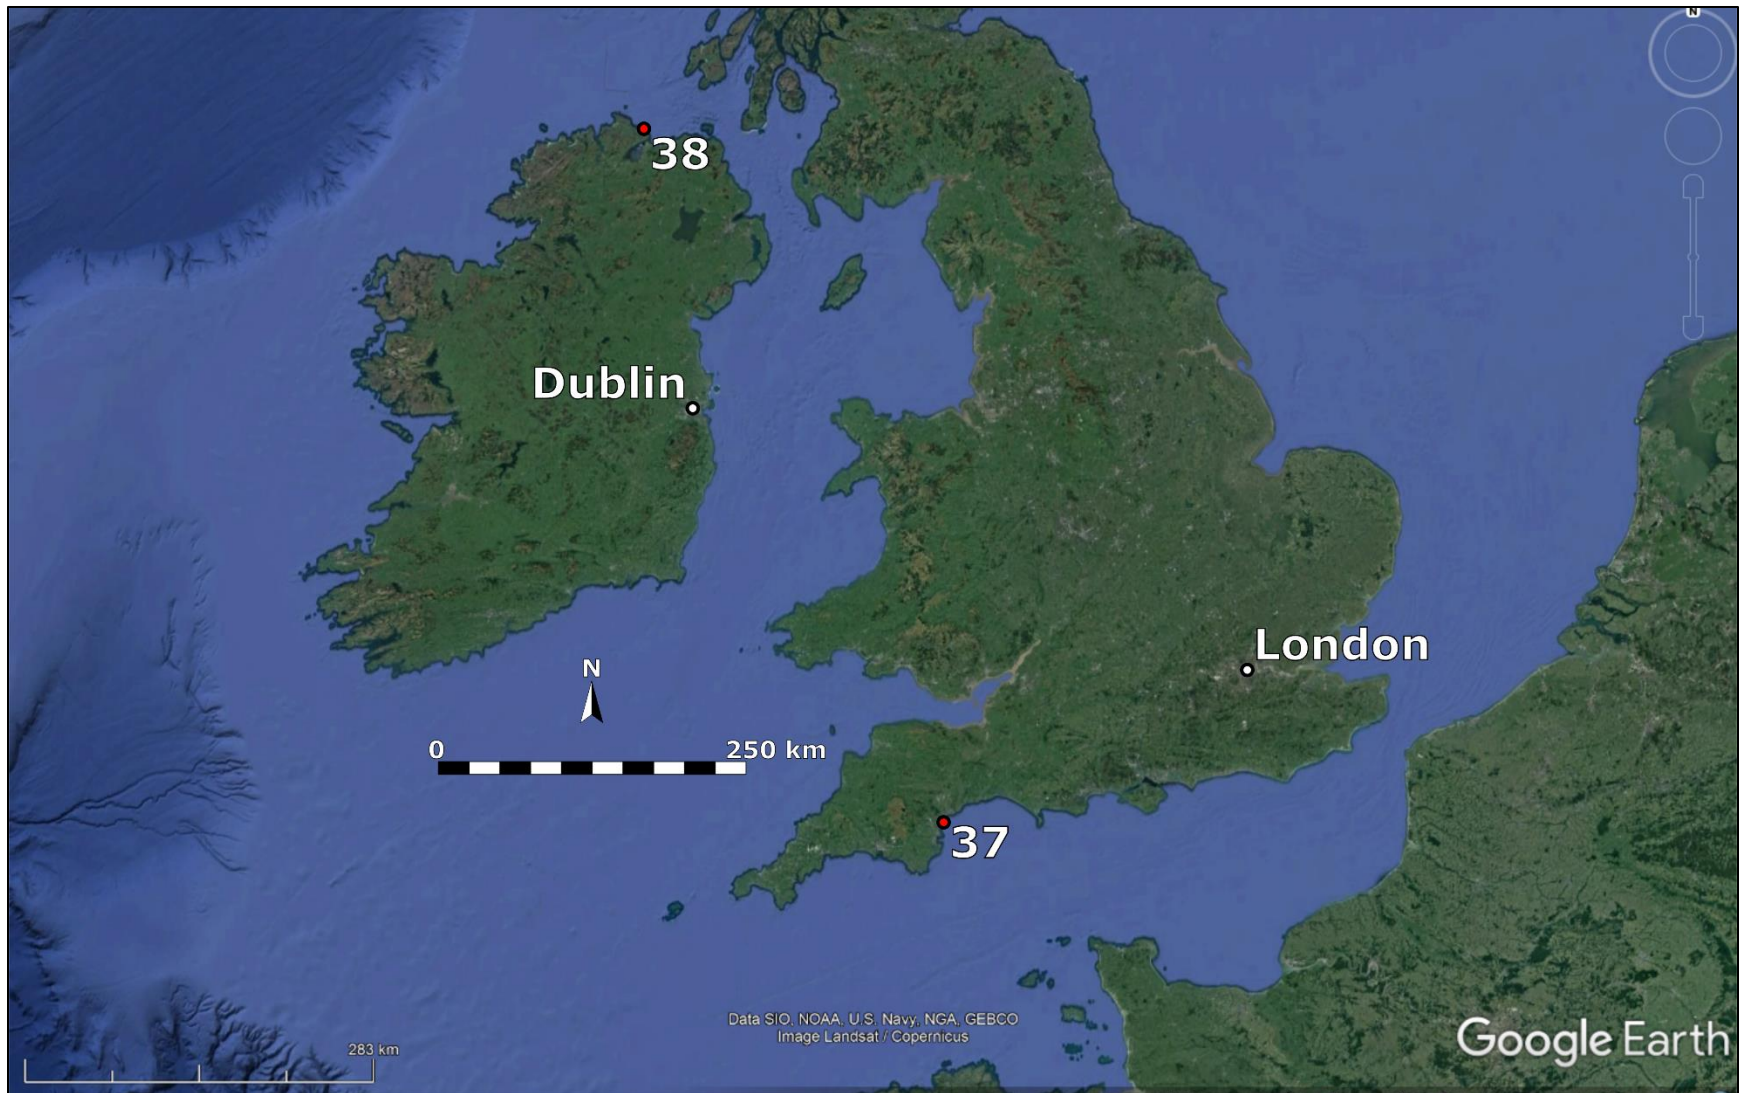 N
38
Dublin
London
N
0 250 km
37
Data SIO, NOAA, U.S. Navy, NGA, GEBCO
Image Landsat / Copernicus
Google Earth
283 km